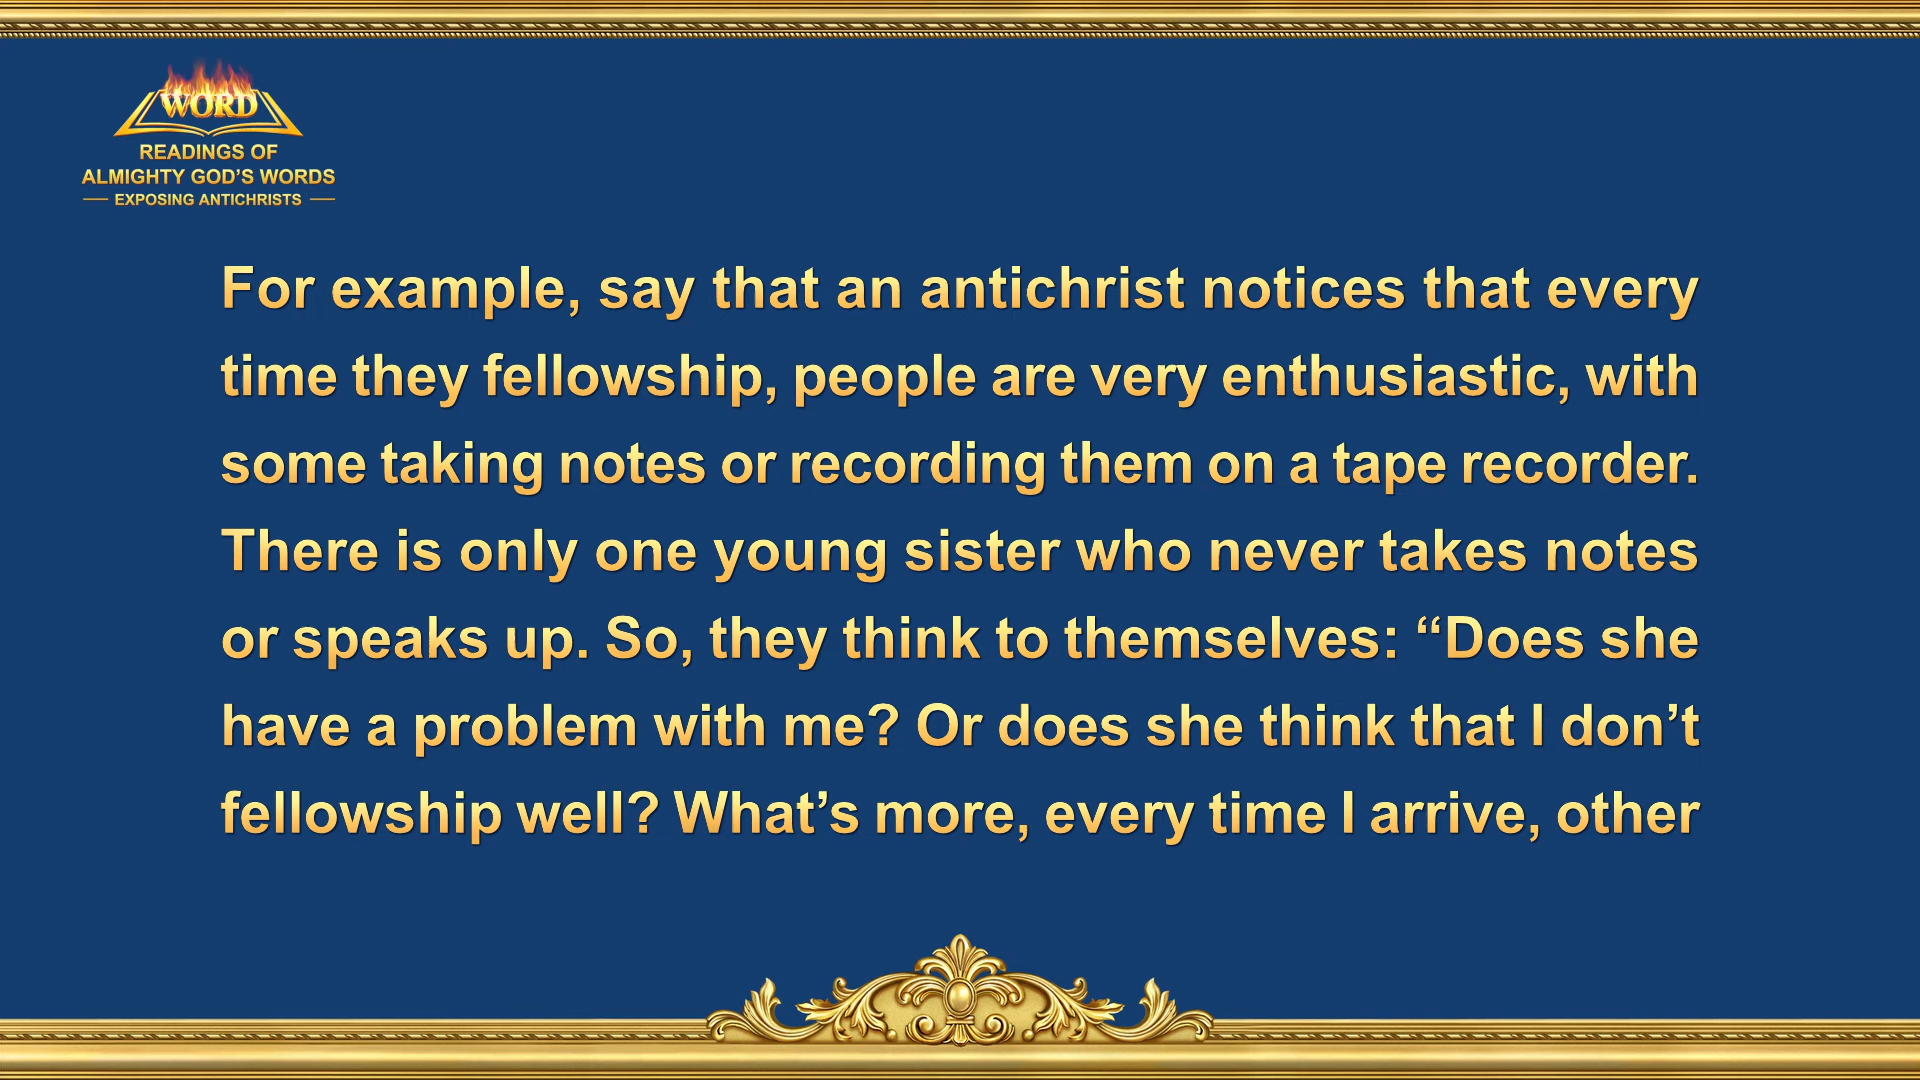 WORD
READINGS OF
ALMIGHTY GOD’S WORDS
EXPOSING ANTICHRISTS
For example, say that an antichrist notices that every
time they fellowship, people are very enthusiastic, with
some taking notes or recording them on a tape recorder.
There is only one young sister who never takes notes
or speaks up. So, they think to themselves: “Does she
have a problem with me? Or does she think that I don’t
fellowship well? What’s more, every time I arrive, other